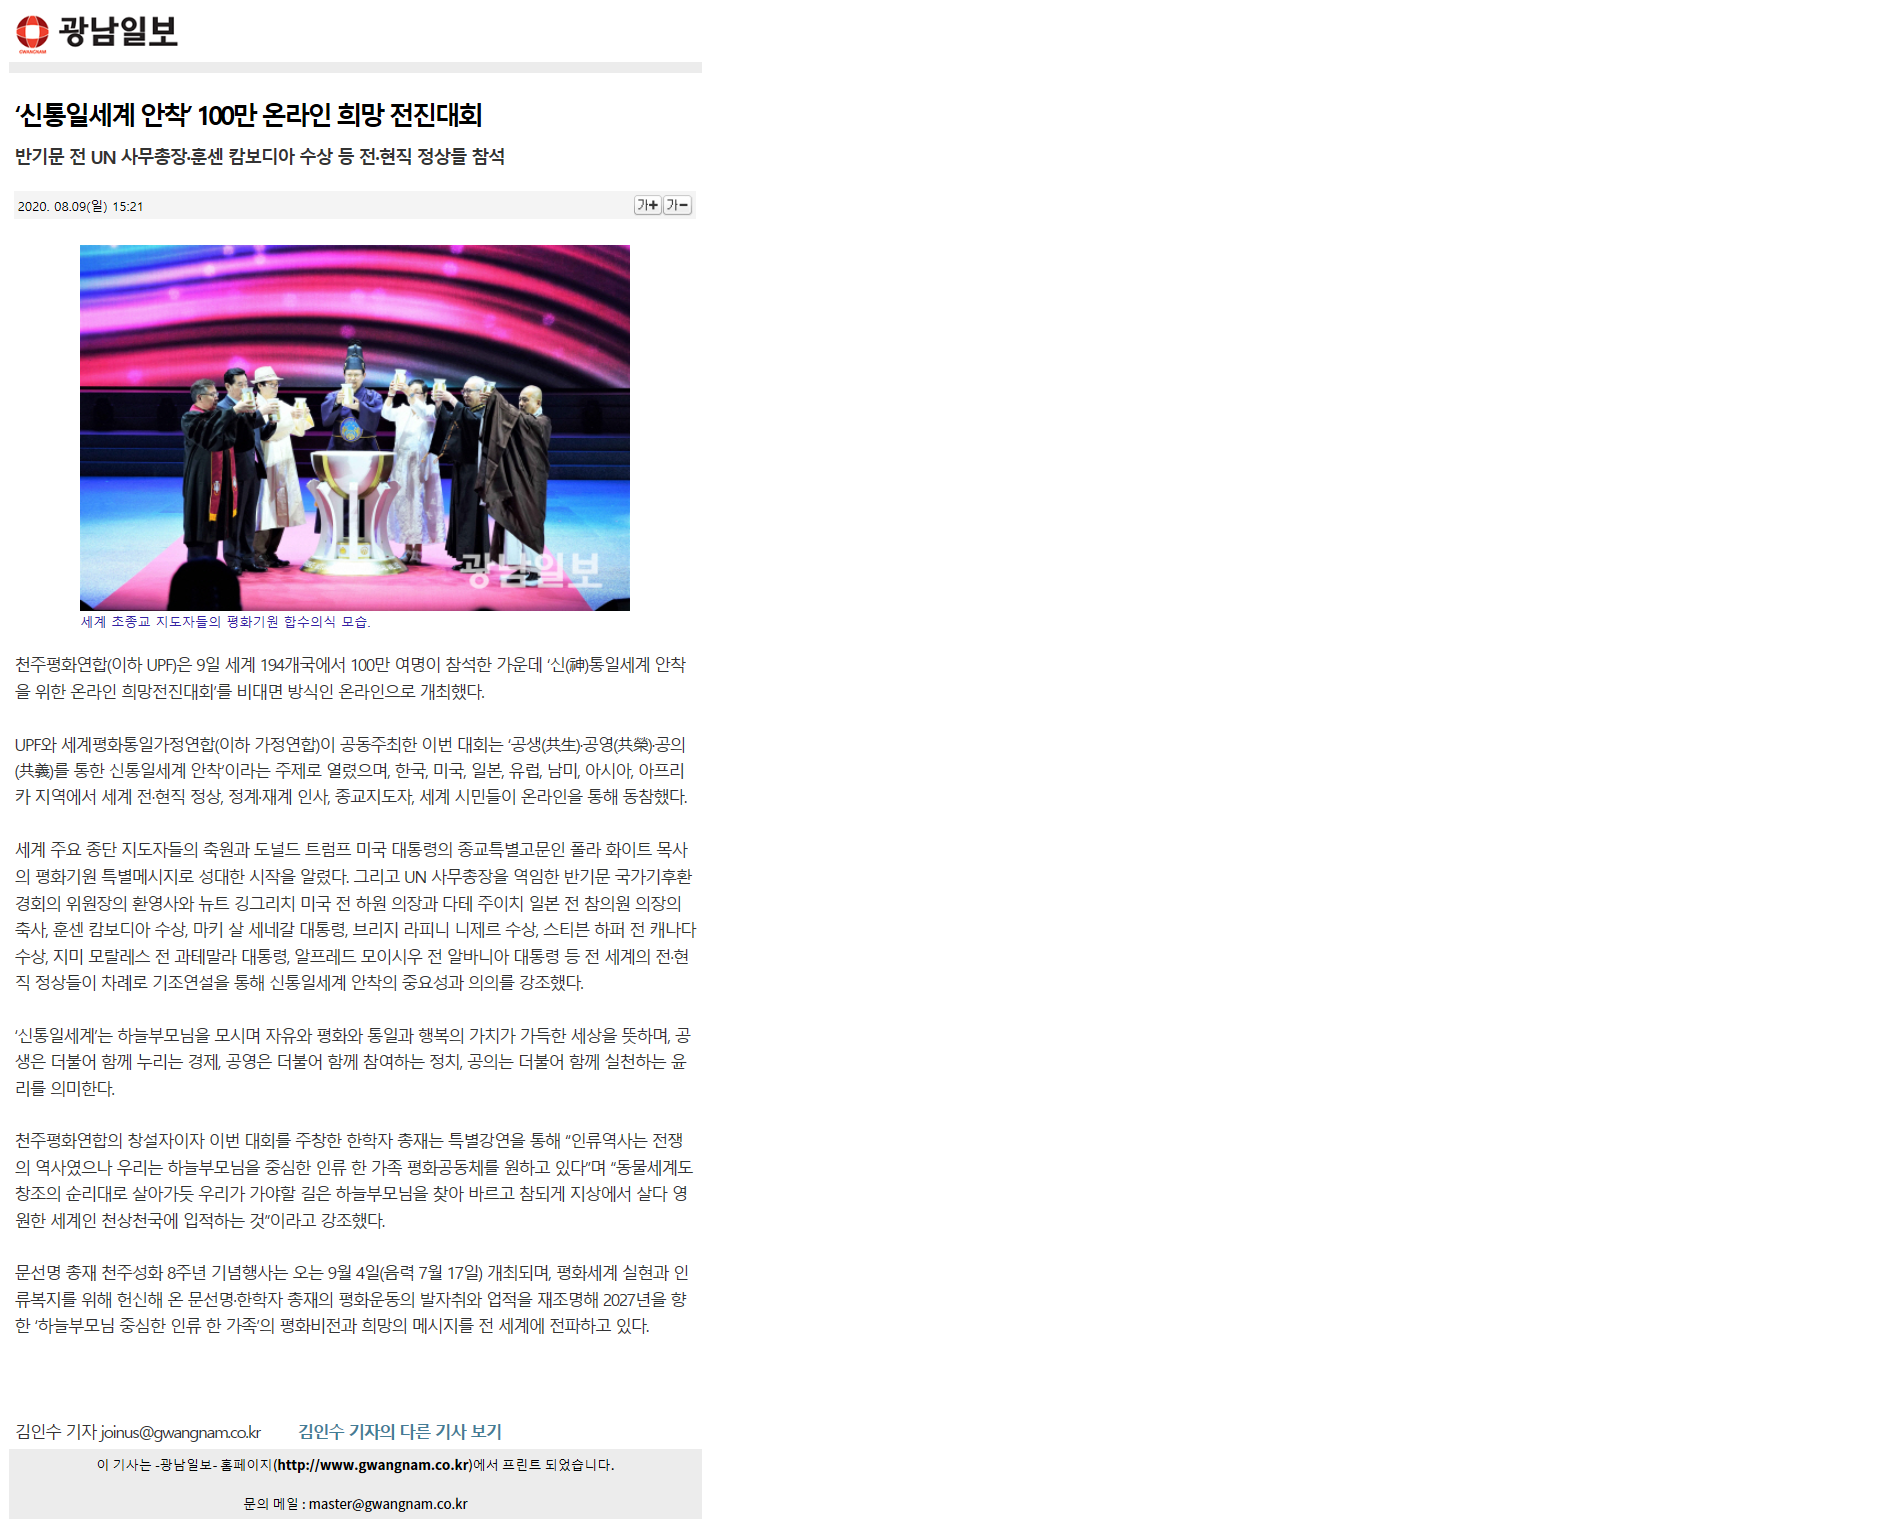 광남일보
GWANGNAM
‘신통일세계 안착’ 100만 온라인 희망 전진대회
반기문 전 UN 사무총장·훈센 캄보디아 수상 등 전·현직 정상들 참석
2020. 08.09(일) 15:21
가+ 가-
광남일보
세계 초종교 지도자들의 평화기원 합수의식 모습.
천주평화연합(이하 UPF)은 9일 세계 194개국에서 100만 여명이 참석한 가운데 ‘신(神)통일세계 안착
을 위한 온라인 희망전진대회’를 비대면 방식인 온라인으로 개최했다.
UPF와 세계평화통일가정연합(이하 가정연합)이 공동주최한 이번 대회는 ‘공생(共生)·공영(共榮)·공의
(共義)를 통한 신통일세계 안착’이라는 주제로 열렸으며, 한국, 미국, 일본, 유럽, 남미, 아시아, 아프리
카 지역에서 세계 전·현직 정상, 정계·재계 인사, 종교지도자, 세계 시민들이 온라인을 통해 동참했다.
세계 주요 종단 지도자들의 축원과 도널드 트럼프 미국 대통령의 종교특별고문인 폴라 화이트 목사
의 평화기원 특별메시지로 성대한 시작을 알렸다. 그리고 UN 사무총장을 역임한 반기문 국가기후환
경회의 위원장의 환영사와 뉴트 깅그리치 미국 전 하원 의장과 다테 주이치 일본 전 참의원 의장의
축사, 훈센 캄보디아 수상, 마키 살 세네갈 대통령, 브리지 라피니 니제르 수상, 스티븐 하퍼 전 캐나다
수상, 지미 모랄레스 전 과테말라 대통령, 알프레드 모이시우 전 알바니아 대통령 등 전 세계의 전·현
직 정상들이 차례로 기조연설을 통해 신통일세계 안착의 중요성과 의의를 강조했다.
‘신통일세계’는 하늘부모님을 모시며 자유와 평화와 통일과 행복의 가치가 가득한 세상을 뜻하며, 공
생은 더불어 함께 누리는 경제, 공영은 더불어 함께 참여하는 정치, 공의는 더불어 함께 실천하는 윤
리를 의미한다.
천주평화연합의 창설자이자 이번 대회를 주창한 한학자 총재는 특별강연을 통해 “인류역사는 전쟁
의 역사였으나 우리는 하늘부모님을 중심한 인류 한 가족 평화공동체를 원하고 있다”며 “동물세계도
창조의 순리대로 살아가듯 우리가 가야할 길은 하늘부모님을 찾아 바르고 참되게 지상에서 살다 영
원한 세계인 천상천국에 입적하는 것”이라고 강조했다.
문선명 총재 천주성화 8주년 기념행사는 오는 9월 4일(음력 7월 17일) 개최되며, 평화세계 실현과 인
류복지를 위해 헌신해 온 문선명·한학자 총재의 평화운동의 발자취와 업적을 재조명해 2027년을 향
한 ‘하늘부모님 중심한 인류 한 가족’의 평화비전과 희망의 메시지를 전 세계에 전파하고 있다.
김인수 기자 joinus@gwangnam.co.kr 김인수 기자의 다른 기사 보기
이 기사는 -광남일보- 홈페이지(http://www.gwangnam.co.kr)에서 프린트 되었습니다.
문의 메일 : master@gwangnam.co.kr